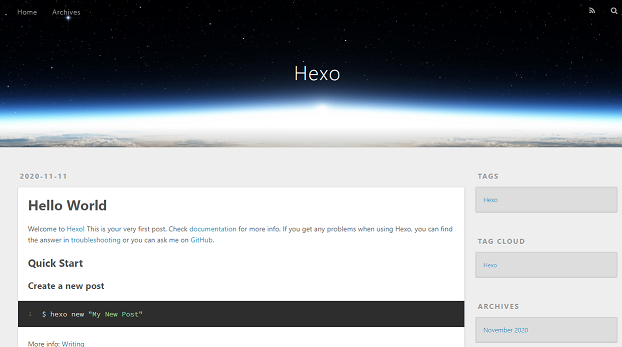 Home Archives
Hexo
2020-11-11
Hello World
Welcome to Hexo! This is your very first post. Check documentation for more info. If you get any problems when using Hexo, you can find
the answer in troubleshooting or you can ask me on GitHub.
Quick Start
Create a new post
1 $ hexo new "My New Post"
More info: Writing
TAGS
Hexo
TAG CLOUD
Hexo
ARCHIVES
November 2020